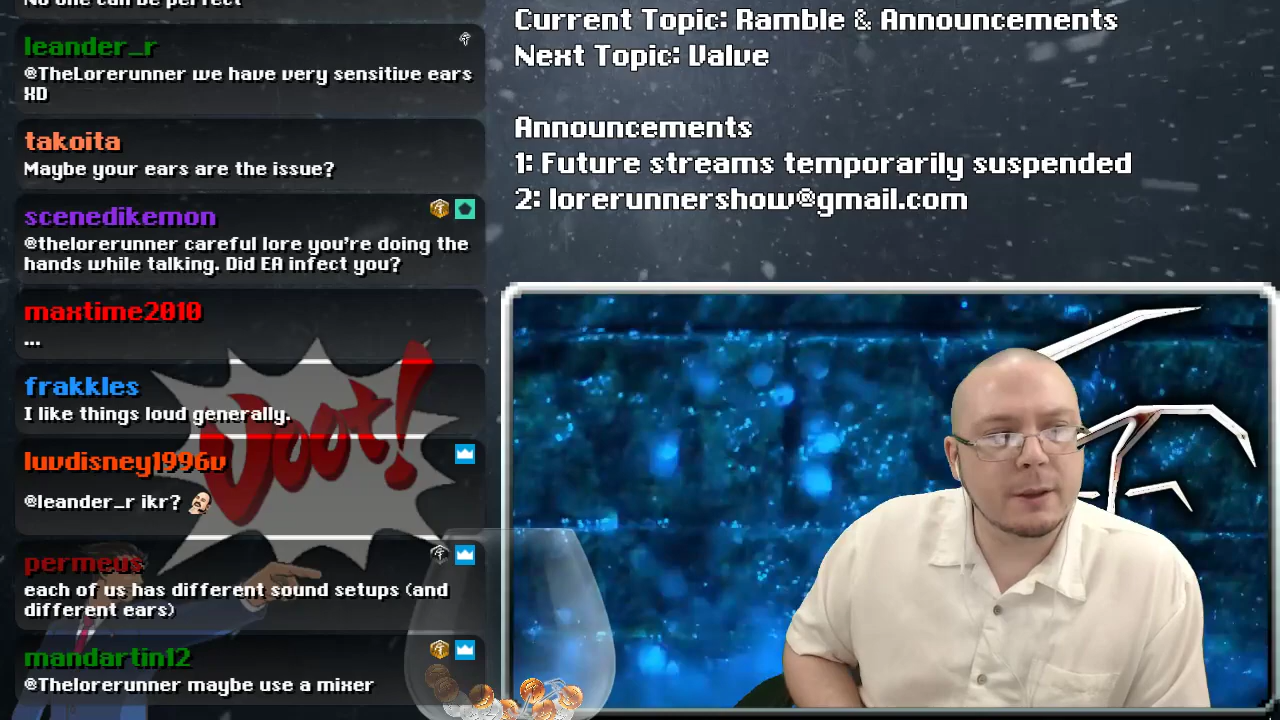 No one can be perfect
leander_r
@TheLorerunner we have very sensitive ears
XD
takoita
Maybe your ears are the issue?
scenedikemon
@thelorerunner careful lore you're doing the
hands while talking. Did EA infect you?
maxtime2010
...
frakkles
I like things loud generally.
luvdisney1996v
@leander_r ikr?
permeus
each of us has different sound setups (and
different ears)
mandartin12
@Thelorerunner maybe use a mixer
Woot!
Current Topic: Ramble & Announcements
Next Topic: Valve
Announcements
1: Future streams temporarily suspended
2: lorerunnershow@gmail.com